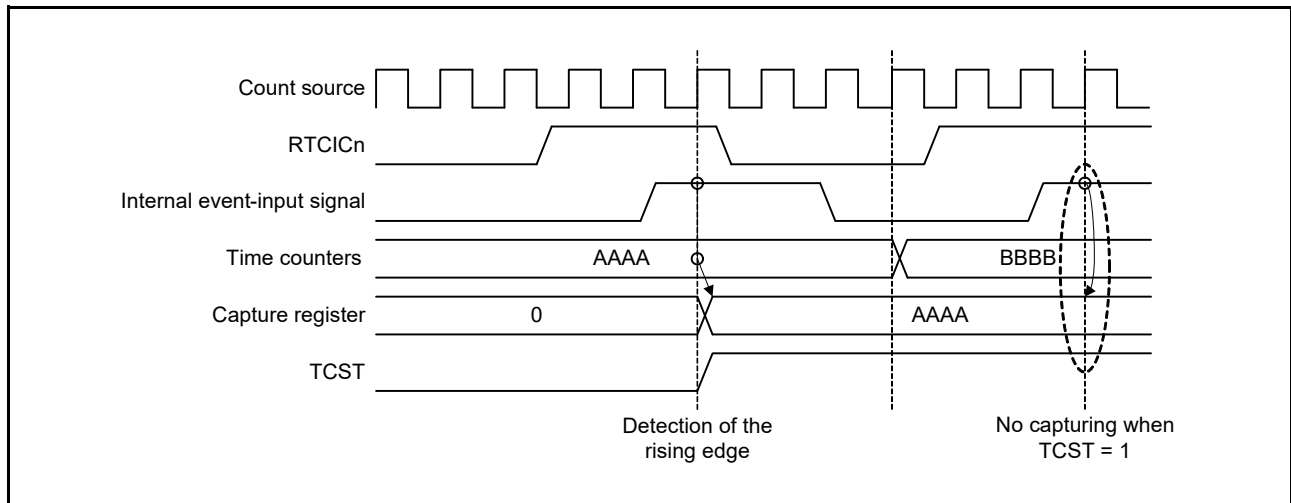 Count source
RTCICn
Internal event-input signal
Time counters
AAAA
BBBB
Capture register
0
AAAA
TCST
Detection of the
rising edge
No capturing when
TCST = 1